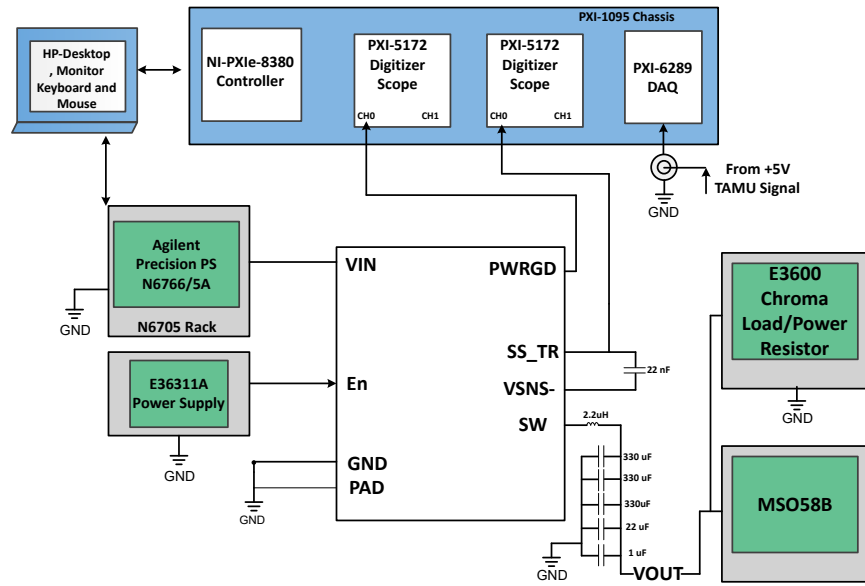 PXI-1095 Chassis
HP-Desktop
, Monitor
Keyboard and
Mouse
NI-PXIe-8380
Controller
PXI-5172
Digitizer
Scope
CH0 CH1
PXI-5172
Digitizer
Scope
CH0 CH1
PXI-6289
DAQ
From +5V
TAMU Signal
GND
Agilent
Precision PS
N6766/5A
N6705 Rack
GND
E36311A
Power Supply
GND
VIN
En
GND
PAD
GND
PWRGD
SS_TR
VSNS-
SW
22 nF
2.2uH
330 uF
330 uF
330uF
22 uF
1 uF
GND
VOUT
E3600
Chroma
Load/Power
Resistor
GND
MSO58B